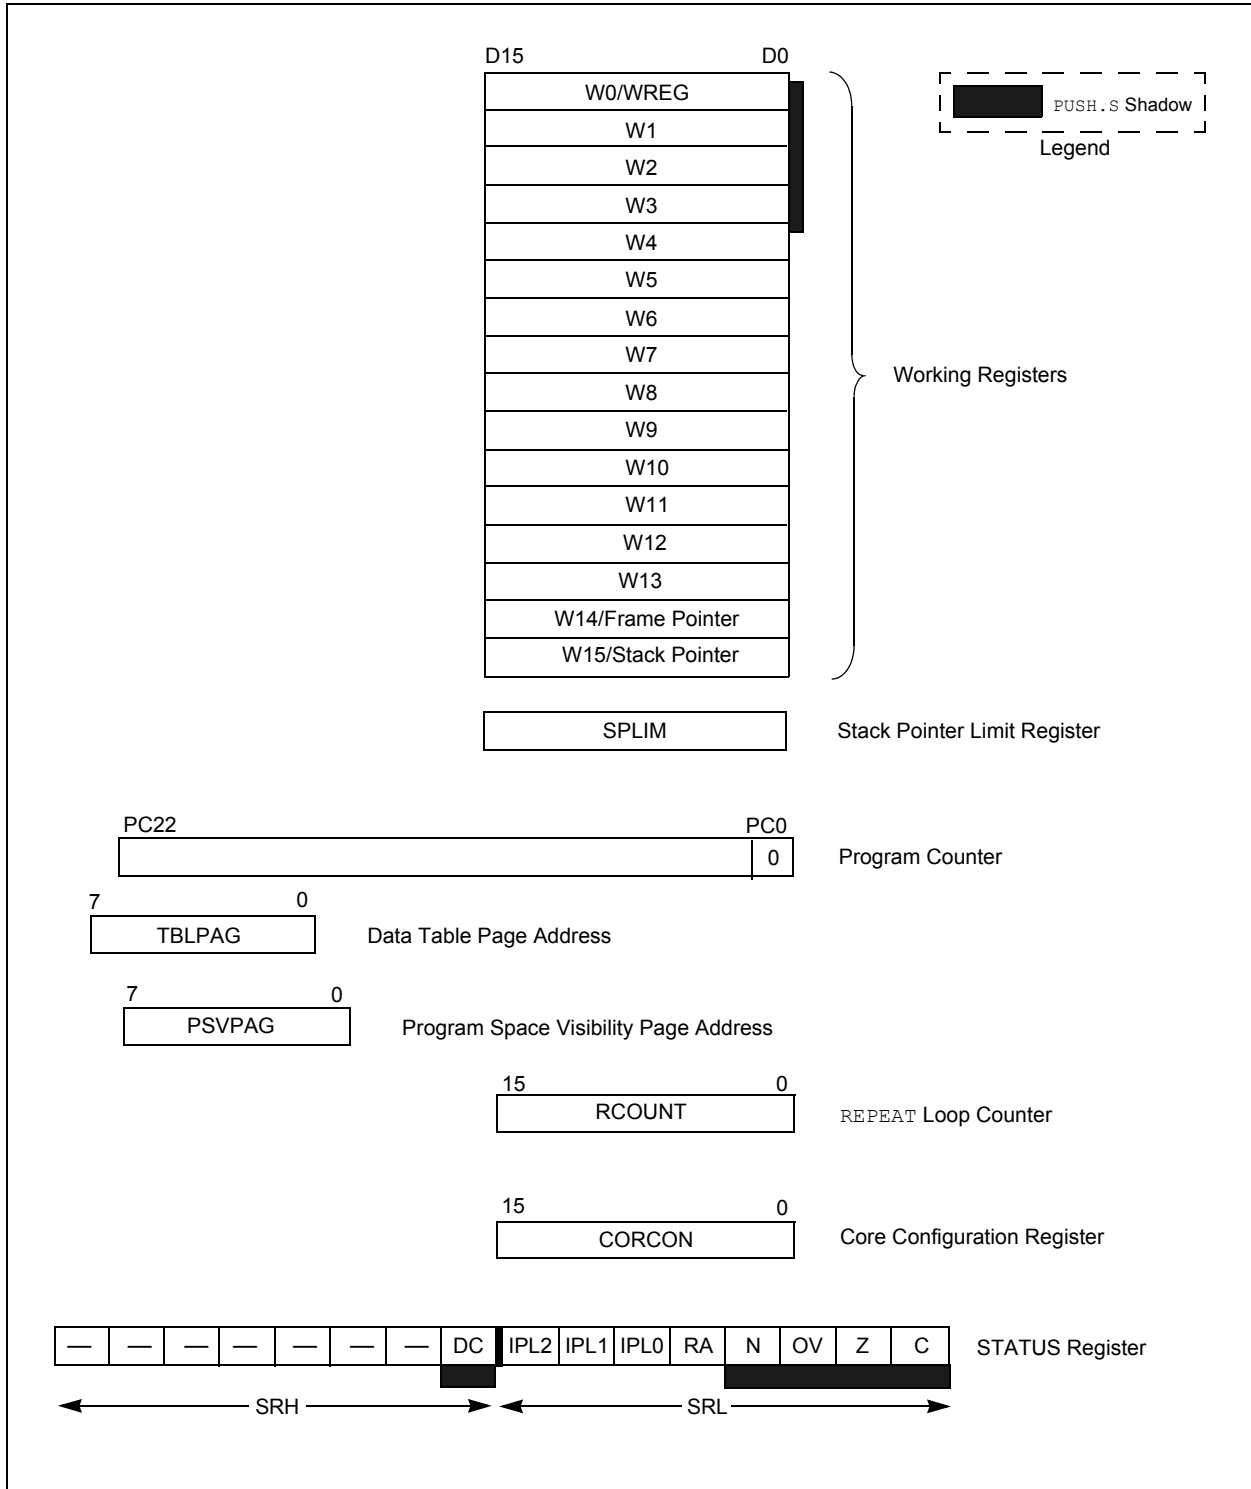 D15 D0
PUSH.S Shadow
Legend
W0/WREG
W1
W2
W3
W4
W5
W6
W7
W8
W9
W10
W11
W12
W13
W14/Frame Pointer
W15/Stack Pointer
Working Registers
SPLIM Stack Pointer Limit Register
PC22 PC0
0 Program Counter
7 0
TBLPAG Data Table Page Address
7 0
PSVPAG Program Space Visibility Page Address
15 0
RCOUNT REPEAT Loop Counter
15 0
CORCON Core Configuration Register
— — — — — — — DC IPL2 IPL1 IPL0 RA N OV Z C STATUS Register
SRH SRL